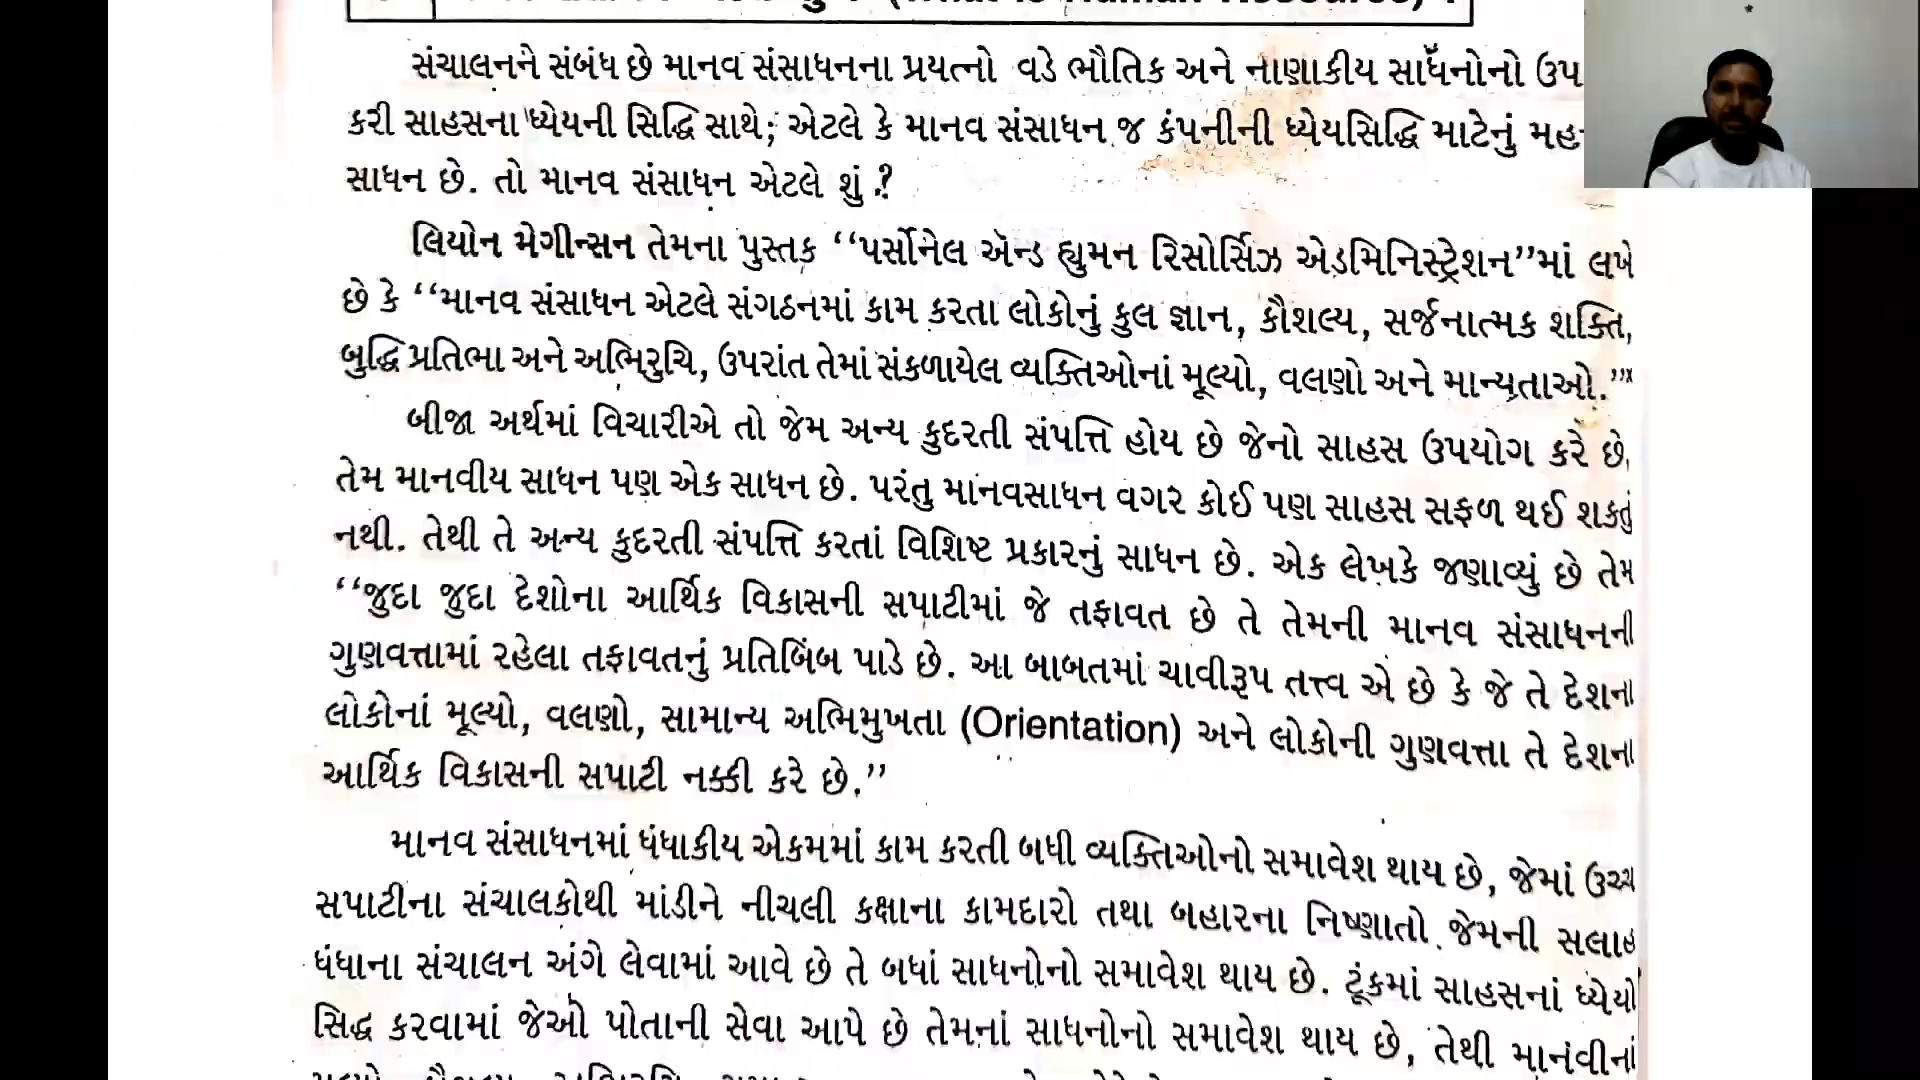 (What is Human Resource)
સંચાલનને સંબંધ છે માનવ સંસાધનના પ્રયત્નો વડે ભૌતિક અને નાણાકીય સાધનોનો ઉપ
કરી સાહસના ધ્યેયની સિદ્ધિ સાથે; એટલે કે માનવ સંસાધન જ કંપનીની ધ્યેયસિદ્ધિ માટેનું મહ
સાધન છે. તો માનવ સંસાધન એટલે શું ?
લિયોન મેગીન્સન તેમના પુસ્તક ‘‘પર્સોનેલ ઍન્ડ હ્યુમન રિસોર્સિઝ એડમિનિસ્ટ્રેશન’’માં લખે
છે કે ‘‘માનવ સંસાધન એટલે સંગઠનમાં કામ કરતા લોકોનું કુલ જ્ઞાન, કૌશલ્ય, સર્જનાત્મક શક્તિ,
બુદ્ધિ પ્રતિભા અને અભિરુચિ, ઉપરાંત તેમાં સંકળાયેલ વ્યક્તિઓનાં મૂલ્યો, વલણો અને માન્યતાઓ.’’x
બીજા અર્થમાં વિચારીએ તો જેમ અન્ય કુદરતી સંપત્તિ હોય છે જેનો સાહસ ઉપયોગ કરે છે,
તેમ માનવીય સાધન પણ એક સાધન છે. પરંતુ માનવસાધન વગર કોઈ પણ સાહસ સફળ થઈ શકતું
નથી. તેથી તે અન્ય કુદરતી સંપત્તિ કરતાં વિશિષ્ટ પ્રકારનું સાધન છે. એક લેખકે જણાવ્યું છે તેમ
‘‘જુદા જુદા દેશોના આર્થિક વિકાસની સપાટીમાં જે તફાવત છે તે તેમની માનવ સંસાધનની
ગુણવત્તામાં રહેલા તફાવતનું પ્રતિબિંબ પાડે છે. આ બાબતમાં ચાવીરૂપ તત્ત્વ એ છે કે જે તે દેશના
લોકોનાં મૂલ્યો, વલણો, સામાન્ય અભિમુખતા (Orientation) અને લોકોની ગુણવત્તા તે દેશના
આર્થિક વિકાસની સપાટી નક્કી કરે છે.’’
માનવ સંસાધનમાં ધંધાકીય એકમમાં કામ કરતી બધી વ્યક્તિઓનો સમાવેશ થાય છે, જેમાં ઉચ્ચ
સપાટીના સંચાલકોથી માંડીને નીચલી કક્ષાના કામદારો તથા બહારના નિષ્ણાતો જેમની સલાહ
ધંધાના સંચાલન અંગે લેવામાં આવે છે તે બધાં સાધનોનો સમાવેશ થાય છે. ટૂંકમાં સાહસનાં ધ્યેયો
સિદ્ધ કરવામાં જેઓ પોતાની સેવા આપે છે તેમનાં સાધનોનો સમાવેશ થાય છે, તેથી માનવીનાં